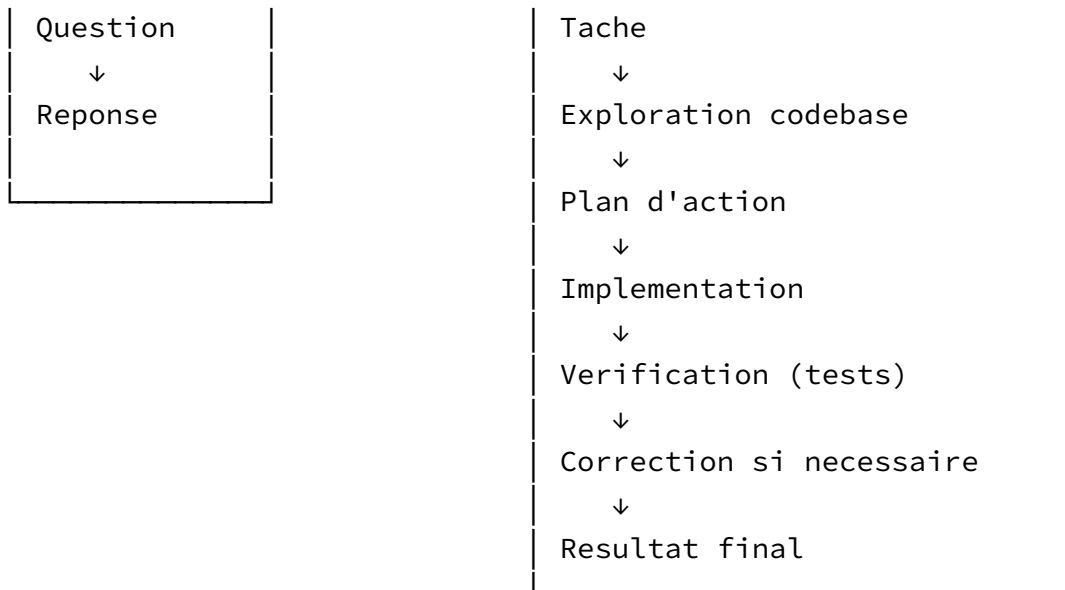 Question
↓
Reponse
Tache
↓
Exploration codebase
↓
Plan d'action
↓
Implementation
↓
Verification (tests)
↓
Correction si necessaire
↓
Resultat final